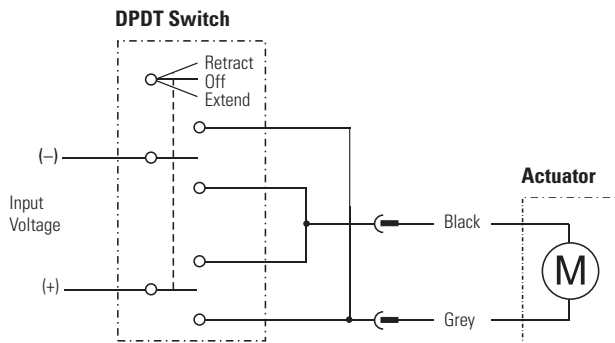 DPDT Switch
Retract
Off
Extend
(–)
Input
Voltage
(+)
Black
Grey
Actuator
M